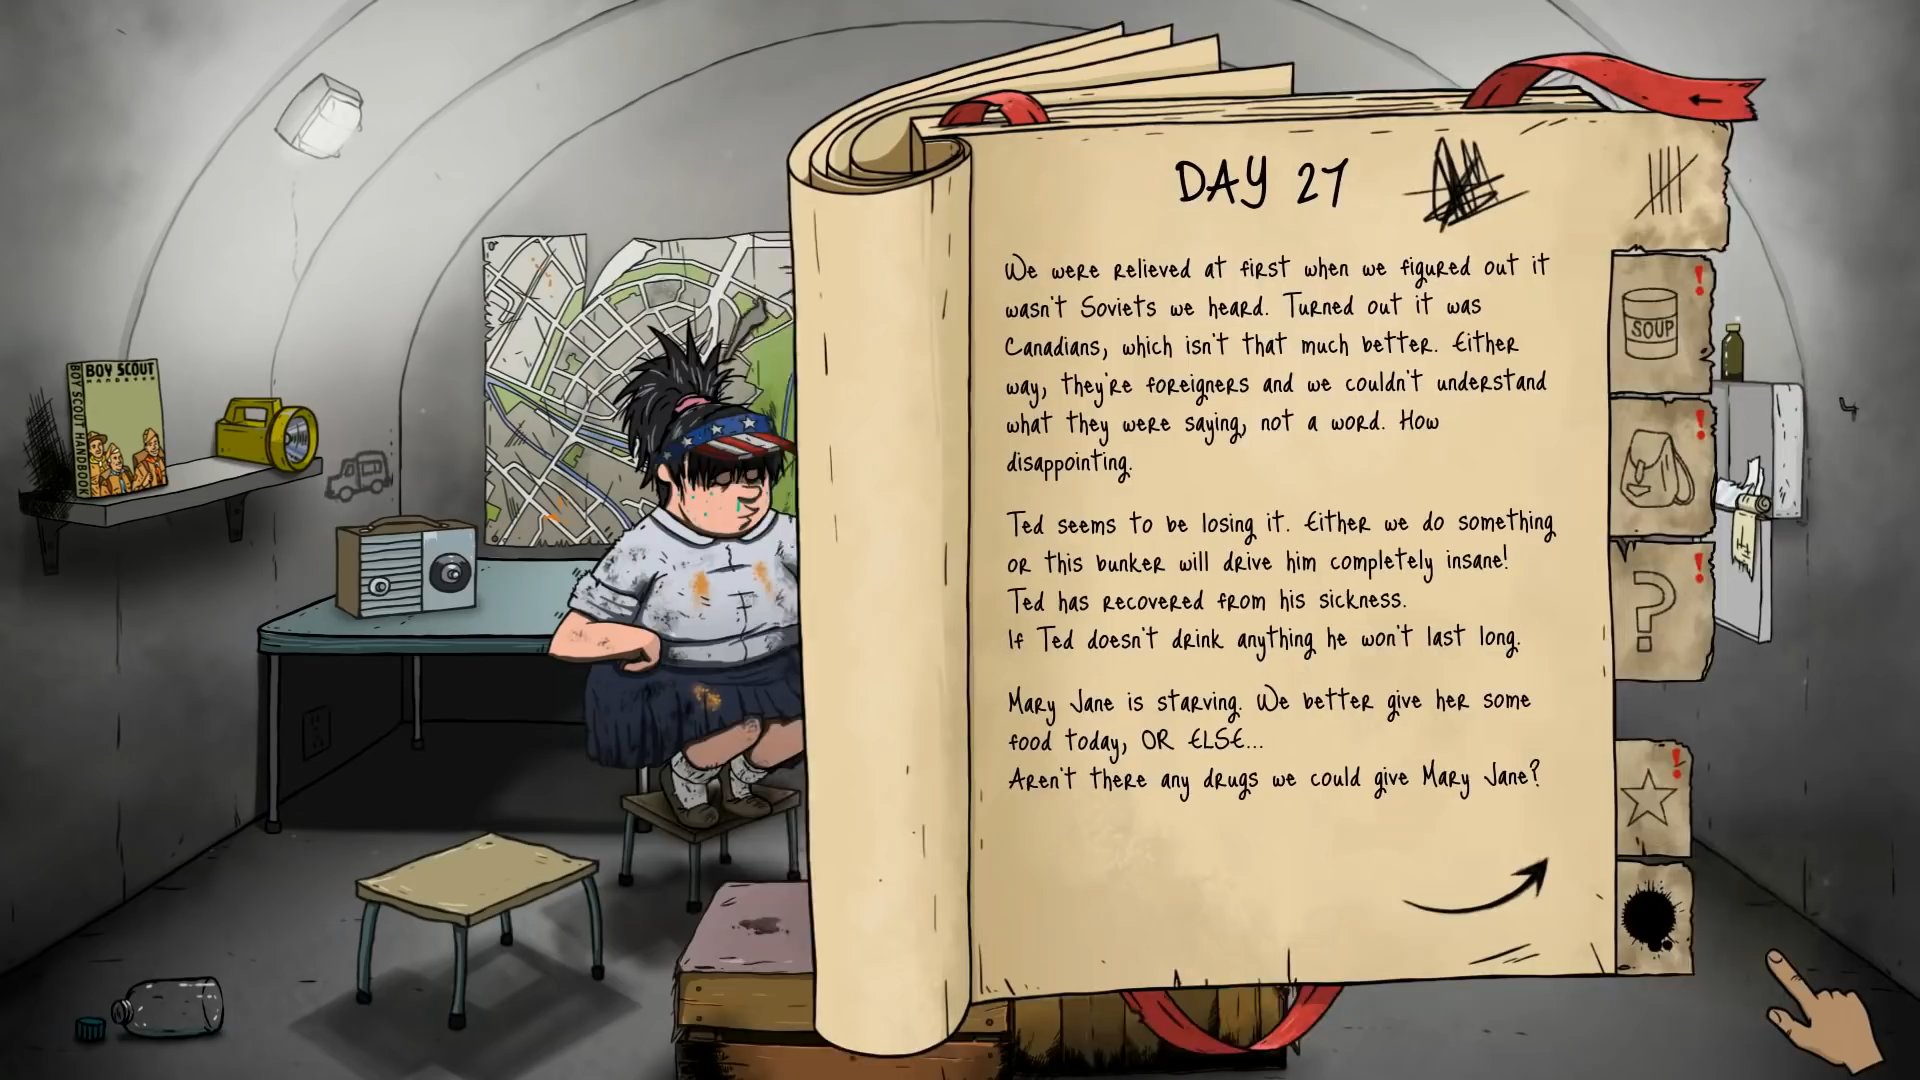 DAY 27
We were relieved at first when we figured out it
wasn't Soviets we heard. Turned out it was
Canadians, which isn't that much better. Either
way, they're foreigners and we couldn't understand
what they were saying, not a word. How
disappointing.
Ted seems to be losing it. Either we do something
or this bunker will drive him completely insane!
Ted has recovered from his sickness.
If Ted doesn't drink anything he won't last long.
Mary Jane is starving. We better give her some
food today, OR ELSE...
Aren't there any drugs we could give Mary Jane?
SOUP
!
!
?
!
!
BOY SCOUT
HANDBOOK
BOY SCOUT HANDBOOK